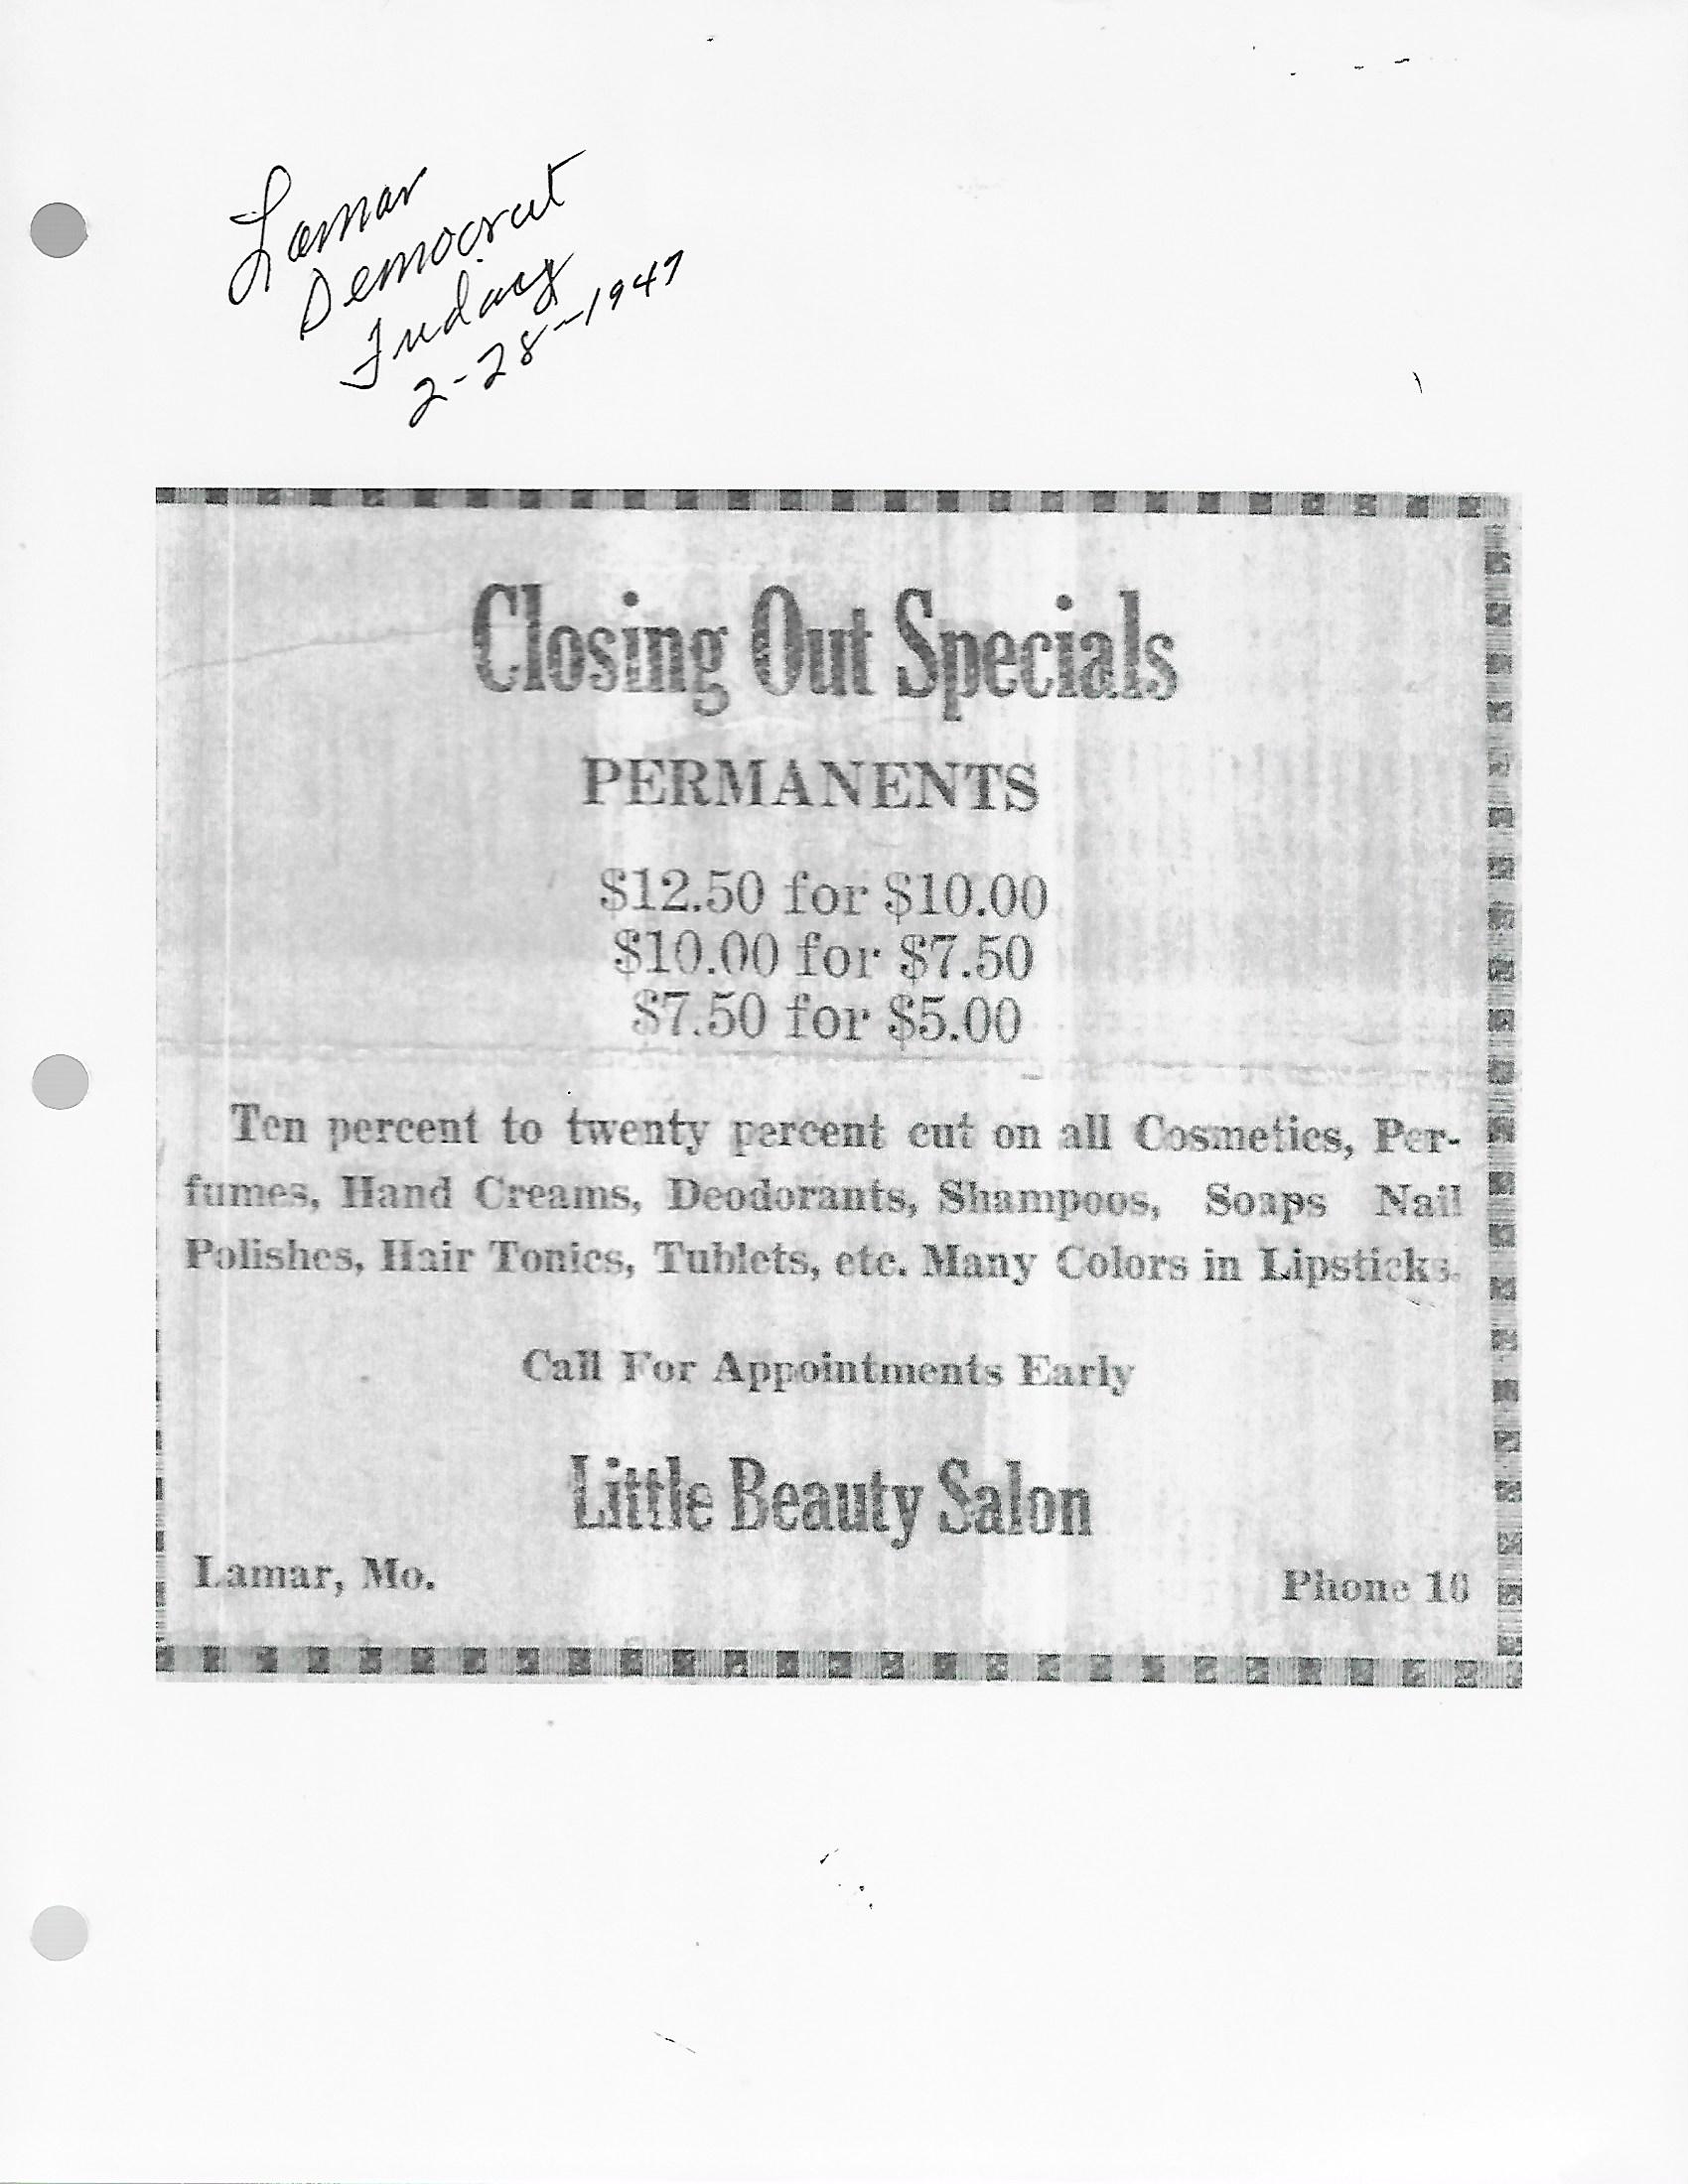 Lamar
Democrat
Friday
2-28-1947
Closing Out Specials
PERMANENTS
$12.50 for $10.00
$10.00 for $7.50
$7.50 for $5.00
Ten percent to twenty percent cut on all Cosmetics, Per-
fumes, Hand Creams, Deodorants, Shampoos, Soaps Nail
Polishes, Hair Tonics, Tublets, etc. Many Colors in Lipsticks.
Call For Appointments Early
Little Beauty Salon
Lamar, Mo.
Phone 16